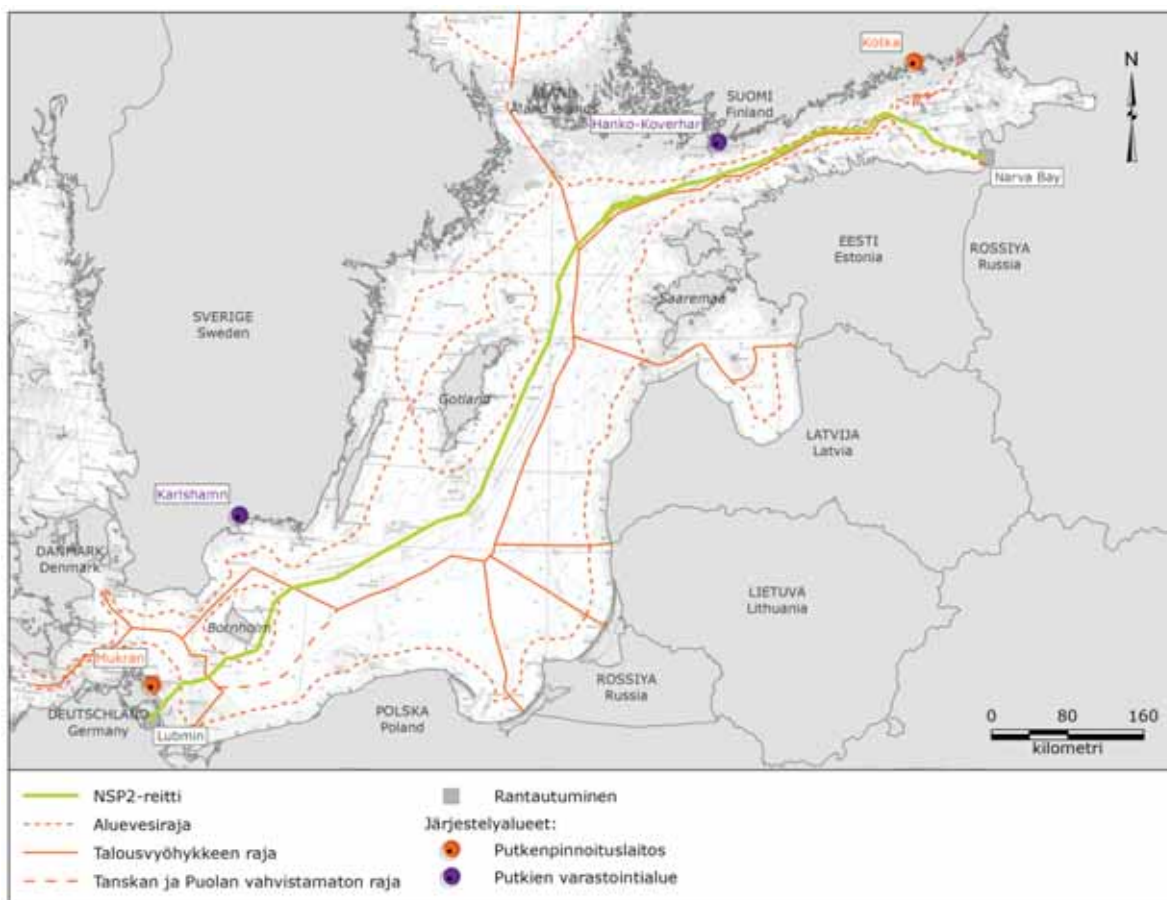 Kotka
N
Åland Islands
SUOMI
Finland
Hanko-Koverhar
Narva Bay
EESTI
Estonia
ROSSIYA
Russia
SVERIGE
Sweden
Saaremaa
Gotland
LATVIJA
Latvia
Karlshamn
DANMARK
Denmark
LIETUVA
Lithuania
Bornholm
Mukran
ROSSIYA
Russia
DEUTSCHLAND
Germany
POLSKA
Poland
Lubmin
0 80 160
kilometri
NSP2-reitti
Aluevesiraja
Talousvyöhykkeen raja
Tanskan ja Puolan vahvistamaton raja
Rantautuminen
Järjestelyalueet:
Putkenpinnoituslaitos
Putkien varastointialue